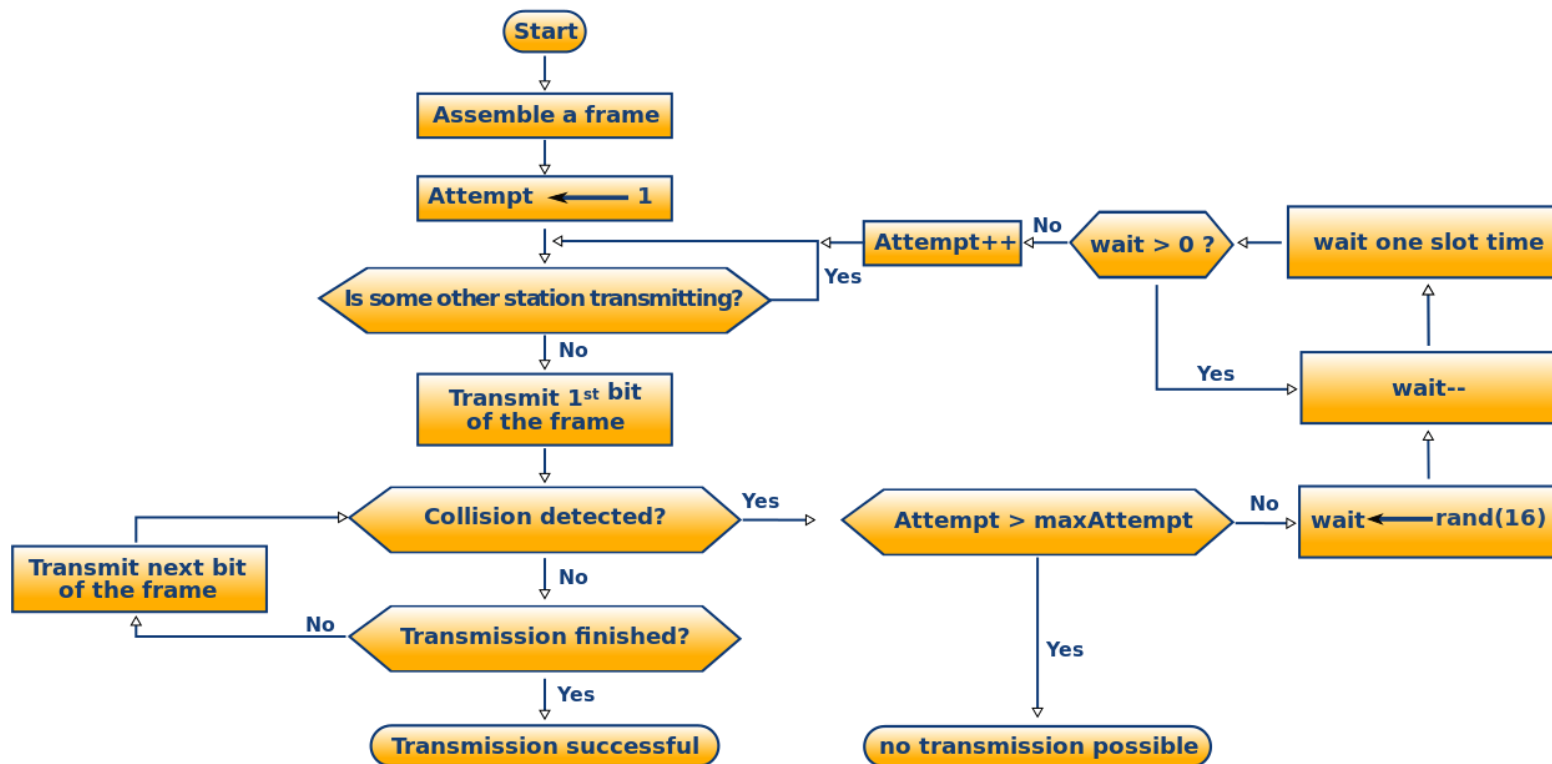 Start
Assemble a frame
Attempt 1
Is some other station transmitting?
Yes
No
Transmit 1st bit
of the frame
Collision detected?
Yes
No
Transmit next bit
of the frame
Transmission finished?
No
Yes
Transmission successful
Attempt > maxAttempt
Yes
no transmission possible
No
wait rand(16)
wait--
wait one slot time
wait > 0 ?
Yes
No
Attempt++